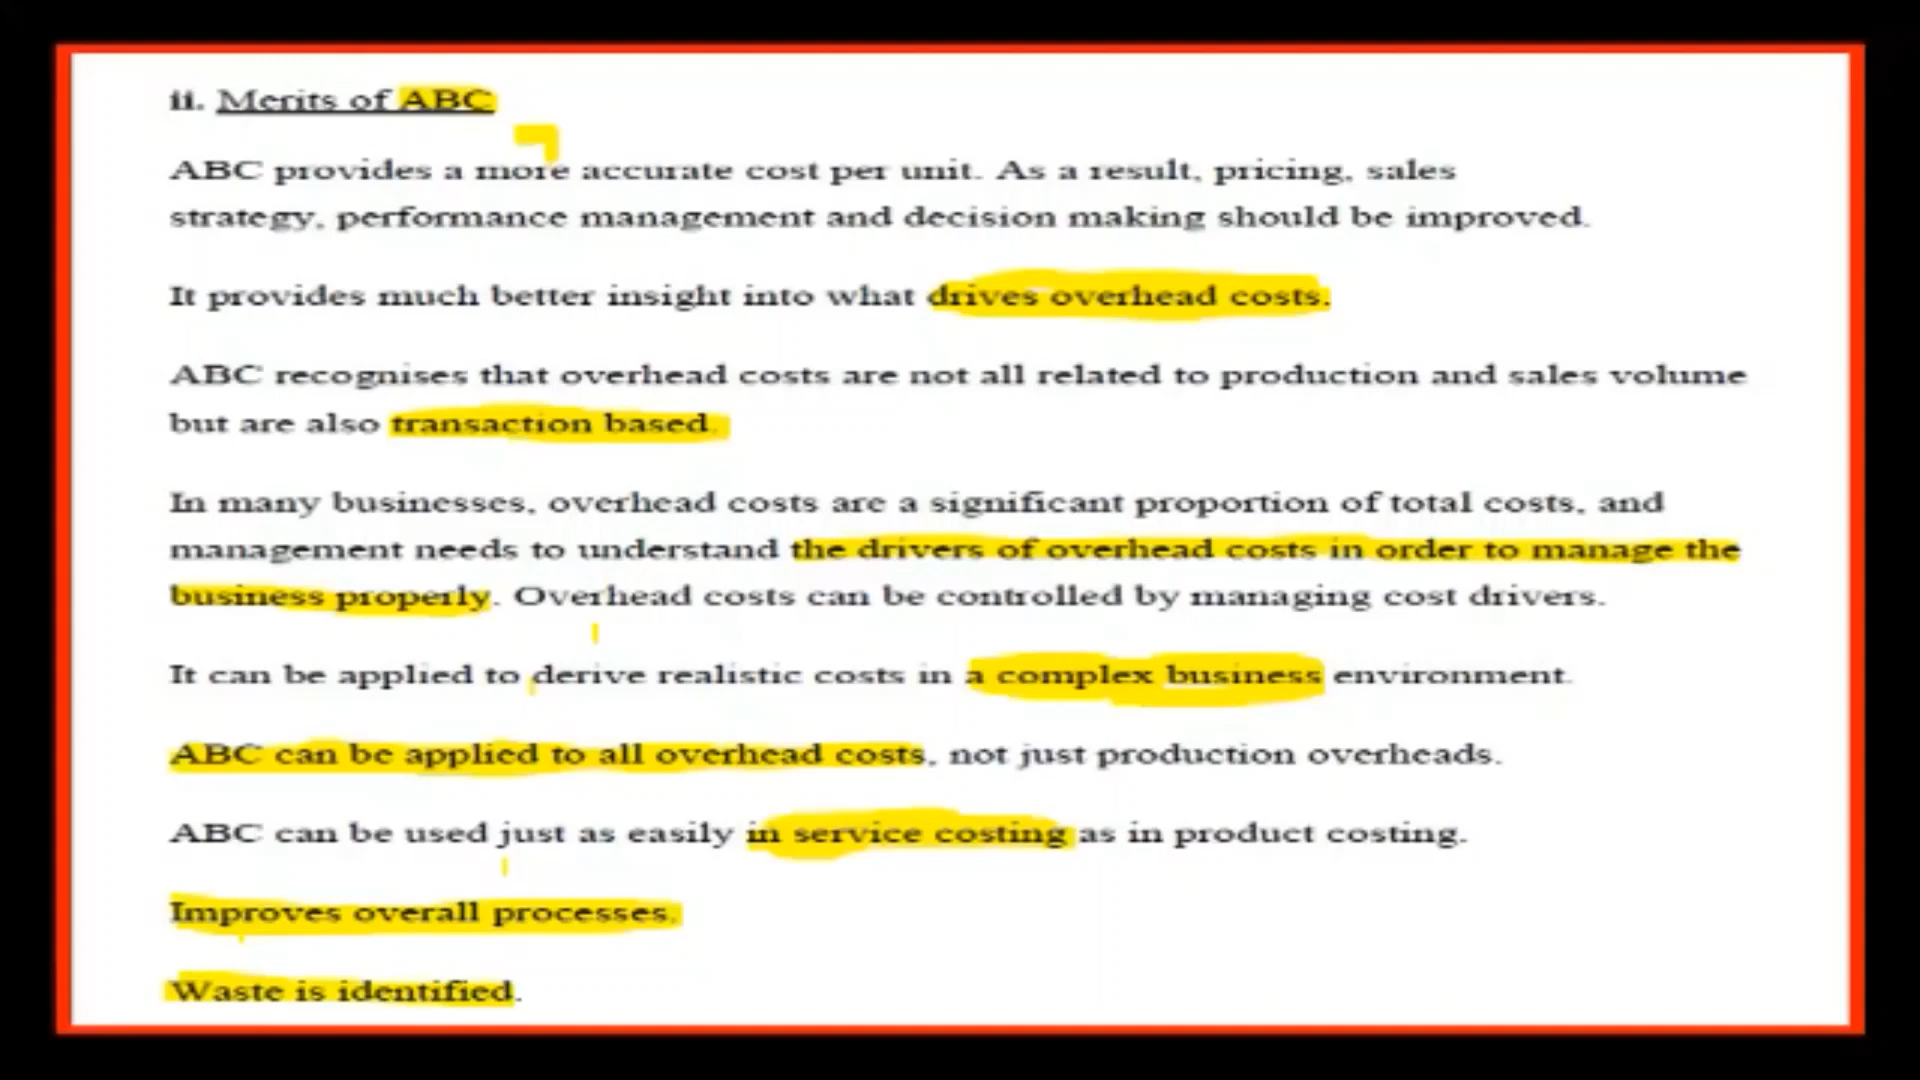 ii. Merits of ABC
ABC provides a more accurate cost per unit. As a result, pricing, sales
strategy, performance management and decision making should be improved.
It provides much better insight into what drives overhead costs.
ABC recognises that overhead costs are not all related to production and sales volume
but are also transaction based.
In many businesses, overhead costs are a significant proportion of total costs, and
management needs to understand the drivers of overhead costs in order to manage the
business properly. Overhead costs can be controlled by managing cost drivers.
It can be applied to derive realistic costs in a complex business environment.
ABC can be applied to all overhead costs, not just production overheads.
ABC can be used just as easily in service costing as in product costing.
Improves overall processes.
Waste is identified.